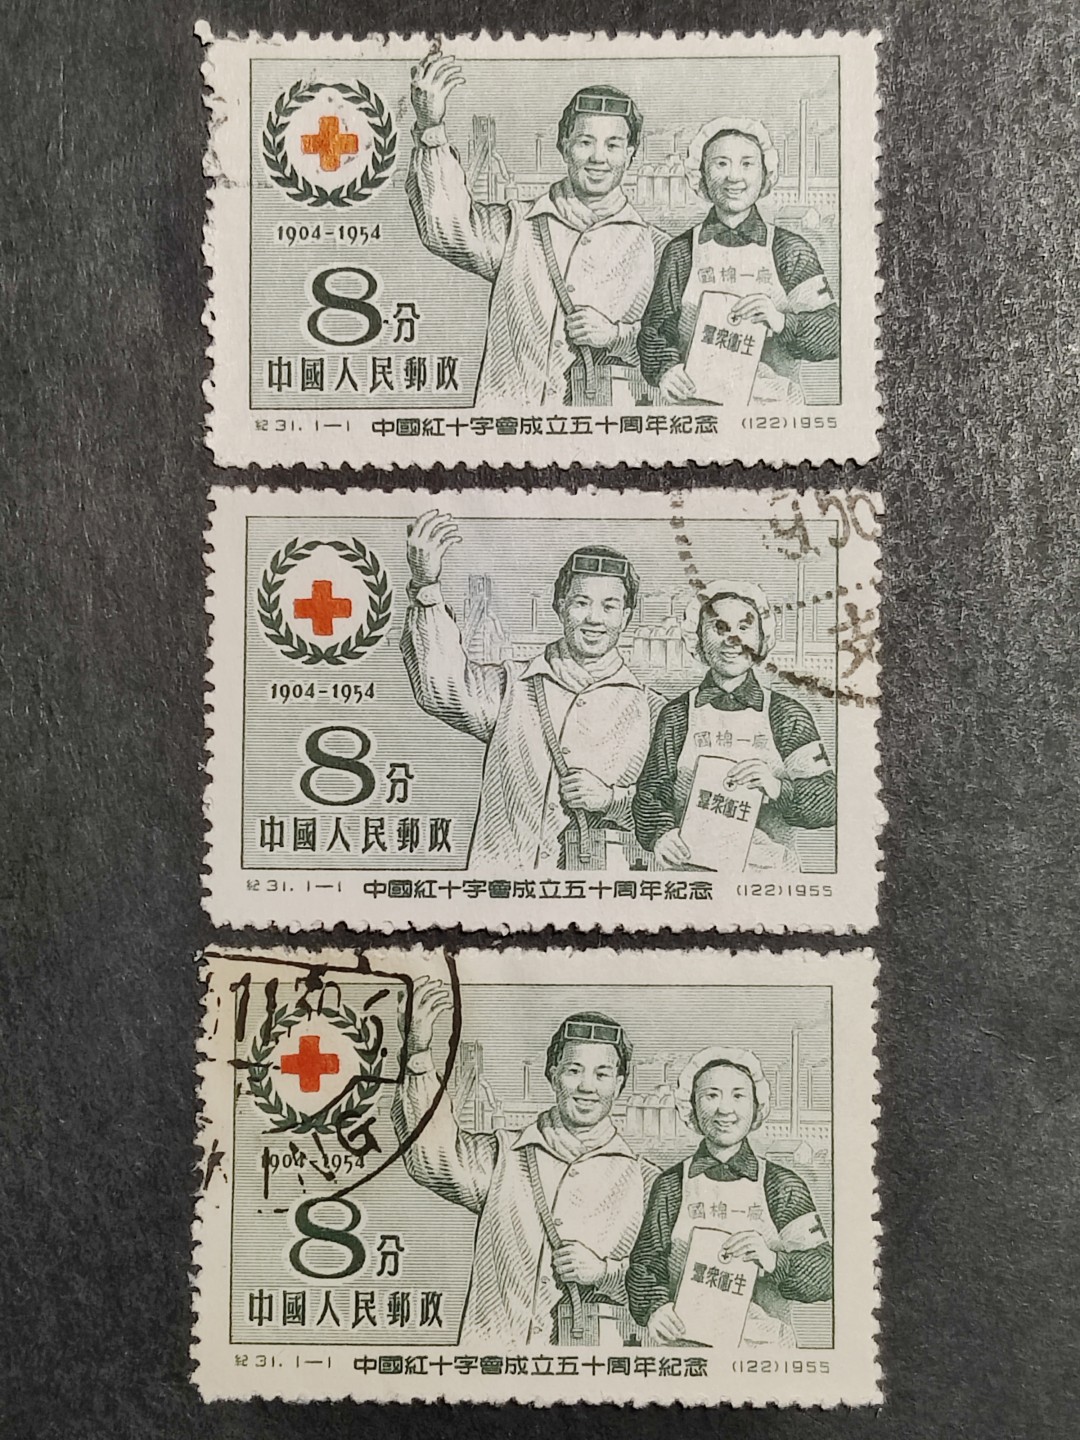 1904-1954
國棉一廠
8分
羣衆衞生
中國人民郵政
紀31. 1-1 中國紅十字會成立五十周年紀念 (122)1955
9.56
1904-1954
國棉一廠
8分
羣衆衞生
中國人民郵政
紀31. 1-1 中國紅十字會成立五十周年紀念 (122)1955
1904-1954
國棉一廠
8分
羣衆衞生
中國人民郵政
紀31. 1-1 中國紅十字會成立五十周年紀念 (122)1955